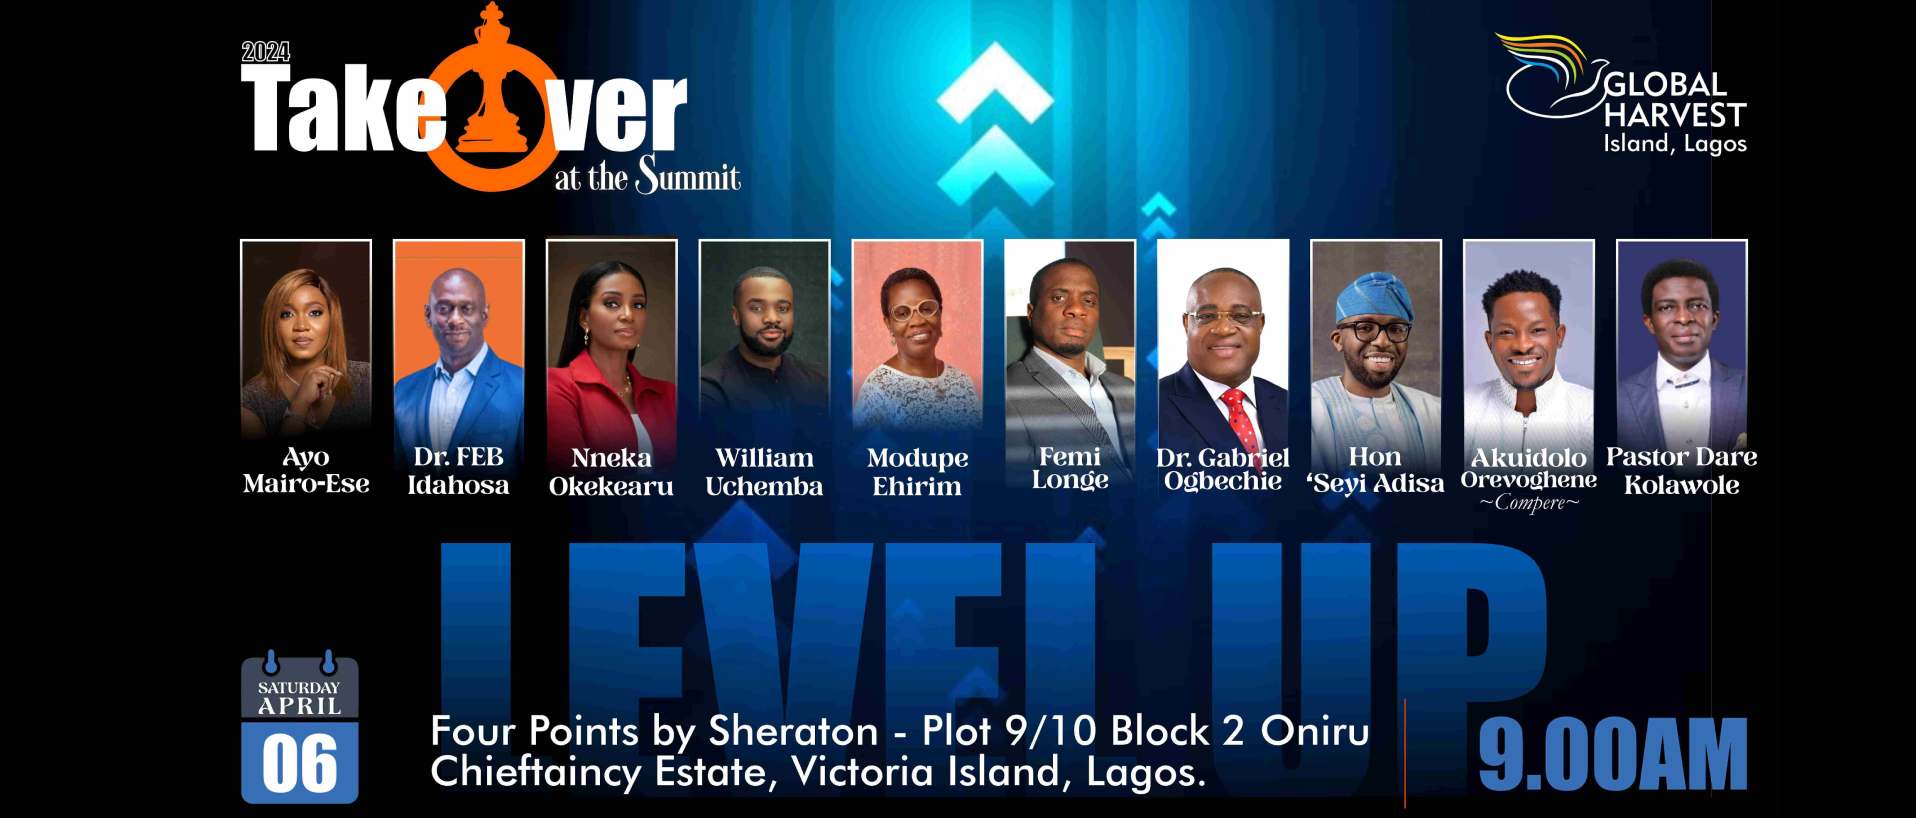 2024
TakeOver
at the Summit
GLOBAL
HARVEST
Island, Lagos
Ayo
Mairo-Ese
Dr. FEB
Idahosa
Nneka
Okekearu
William
Uchemba
Modupe
Ehirim
Femi
Longe
Dr. Gabriel
Ogbechie
Hon
‘Seyi Adisa
Akuidolo
Orevoghene
~Compere~
Pastor Dare
Kolawole
LEVEL UP
SATURDAY
APRIL
06
Four Points by Sheraton - Plot 9/10 Block 2 Oniru
Chieftaincy Estate, Victoria Island, Lagos.
9.00AM